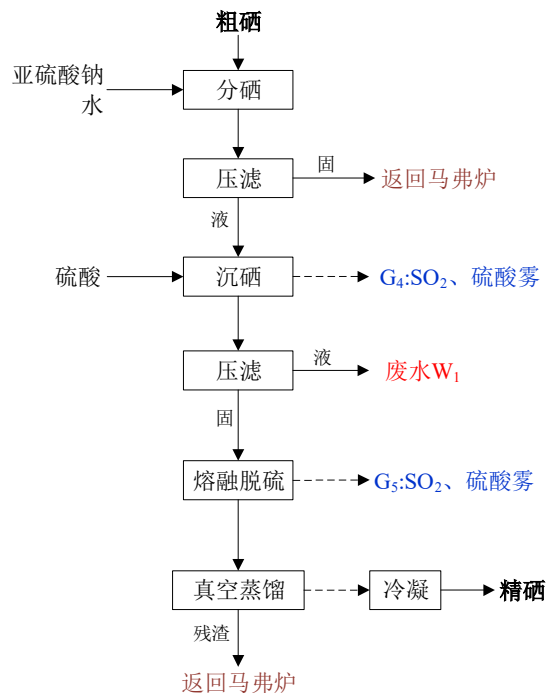 粗硒
亚硫酸钠
水
分硒
压滤
固
返回马弗炉
液
硫酸
沉硒
G₄:SO₂、硫酸雾
压滤
液
废水W₁
固
熔融脱硫
G₅:SO₂、硫酸雾
真空蒸馏
冷凝
精硒
残渣
返回马弗炉